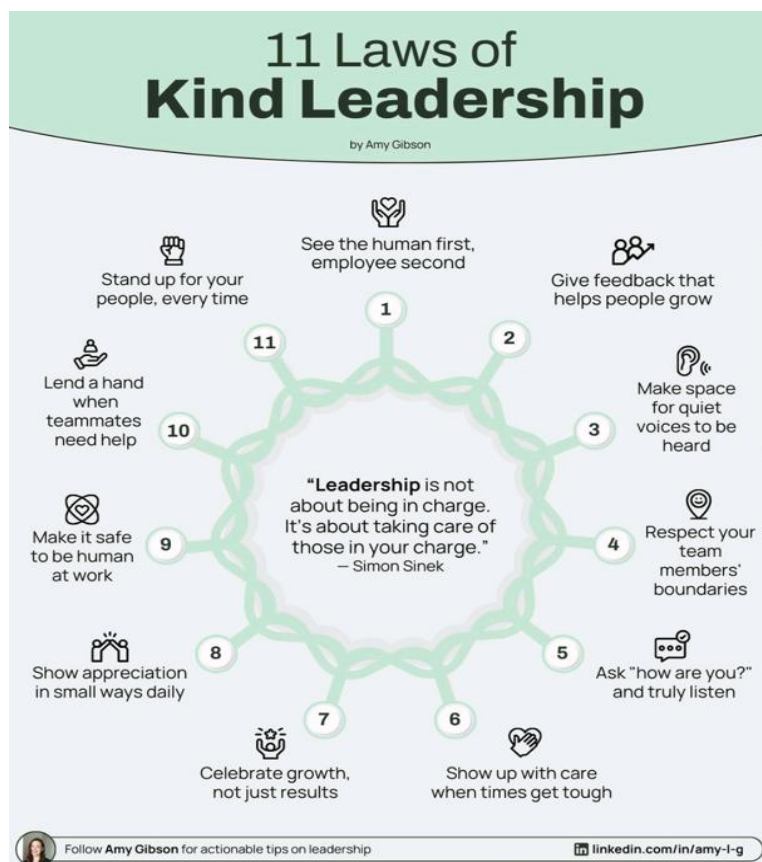 11 Laws of
Kind Leadership
by Amy Gibson
1
See the human first,
employee second
2
Give feedback that
helps people grow
3
Make space
for quiet
voices to be
heard
4
Respect your
team
members'
boundaries
5
Ask "how are you?"
and truly listen
6
Show up with care
when times get tough
7
Celebrate growth,
not just results
8
Show appreciation
in small ways daily
9
Make it safe
to be human
at work
10
Lend a hand
when
teammates
need help
11
Stand up for your
people, every time
“Leadership is not
about being in charge.
It's about taking care of
those in your charge.”
— Simon Sinek
Follow Amy Gibson for actionable tips on leadership
in linkedin.com/in/amy-l-g